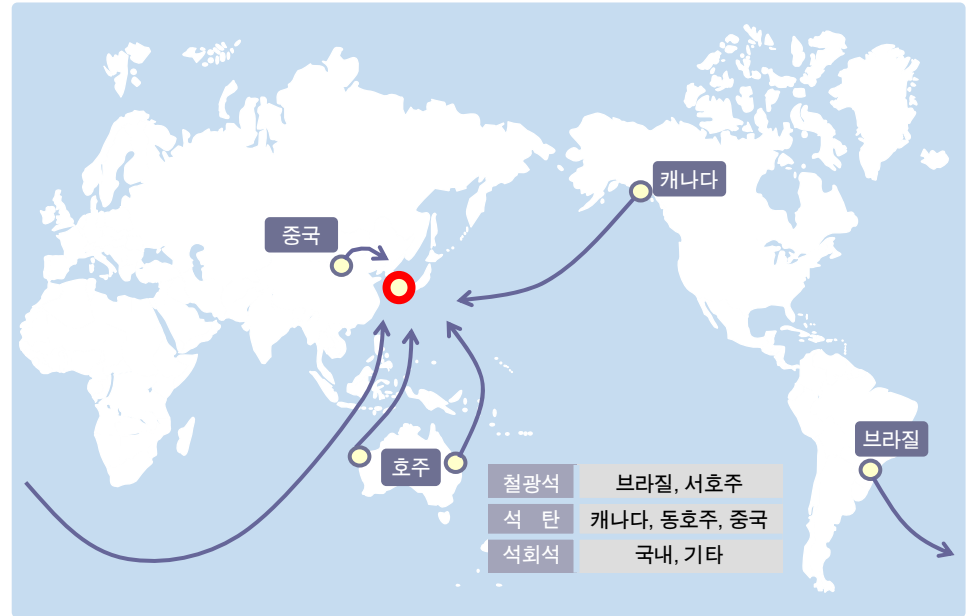 캐나다
중국
브라질
호주
철광석 브라질, 서호주
석 탄 캐나다, 동호주, 중국
석회석 국내, 기타